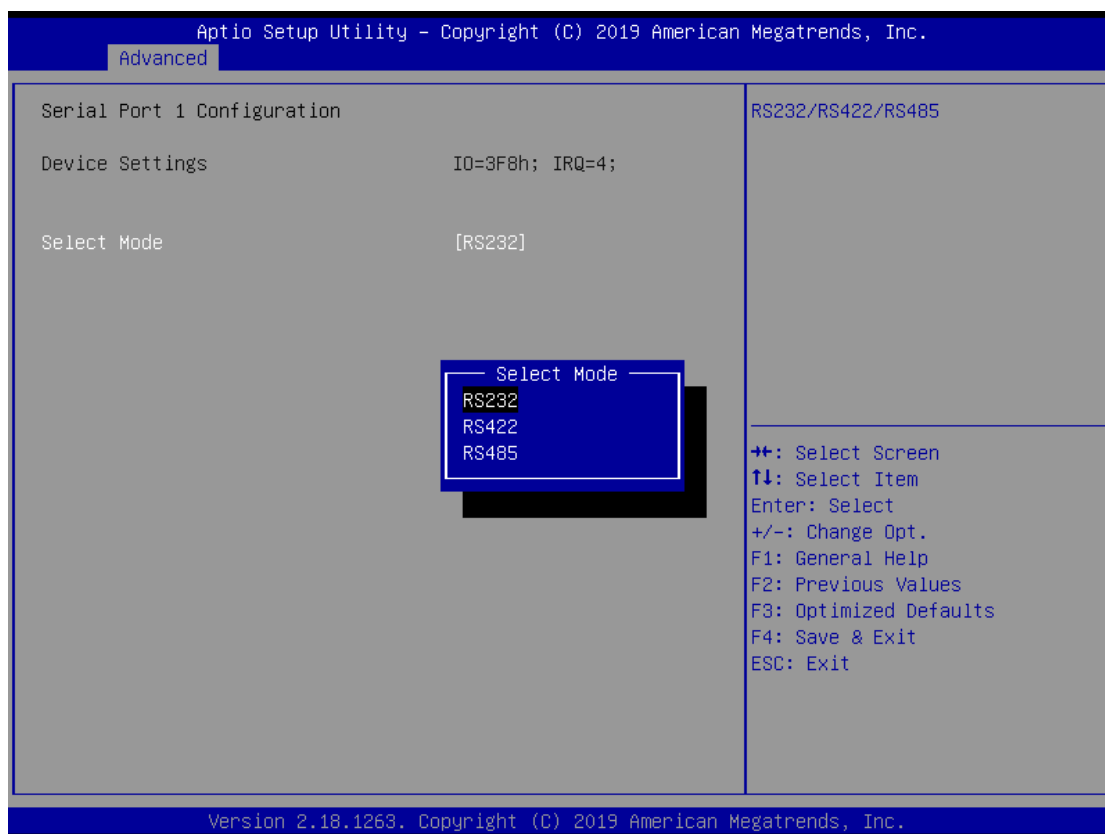 Aptio Setup Utility – Copyright (C) 2019 American Megatrends, Inc.
Advanced
Serial Port 1 Configuration
Device Settings IO=3F8h; IRQ=4;
Select Mode [RS232]
Select Mode
RS232
RS422
RS485
RS232/RS422/RS485
→←: Select Screen
↑↓: Select Item
Enter: Select
+/-: Change Opt.
F1: General Help
F2: Previous Values
F3: Optimized Defaults
F4: Save & Exit
ESC: Exit
Version 2.18.1263. Copyright (C) 2019 American Megatrends, Inc.